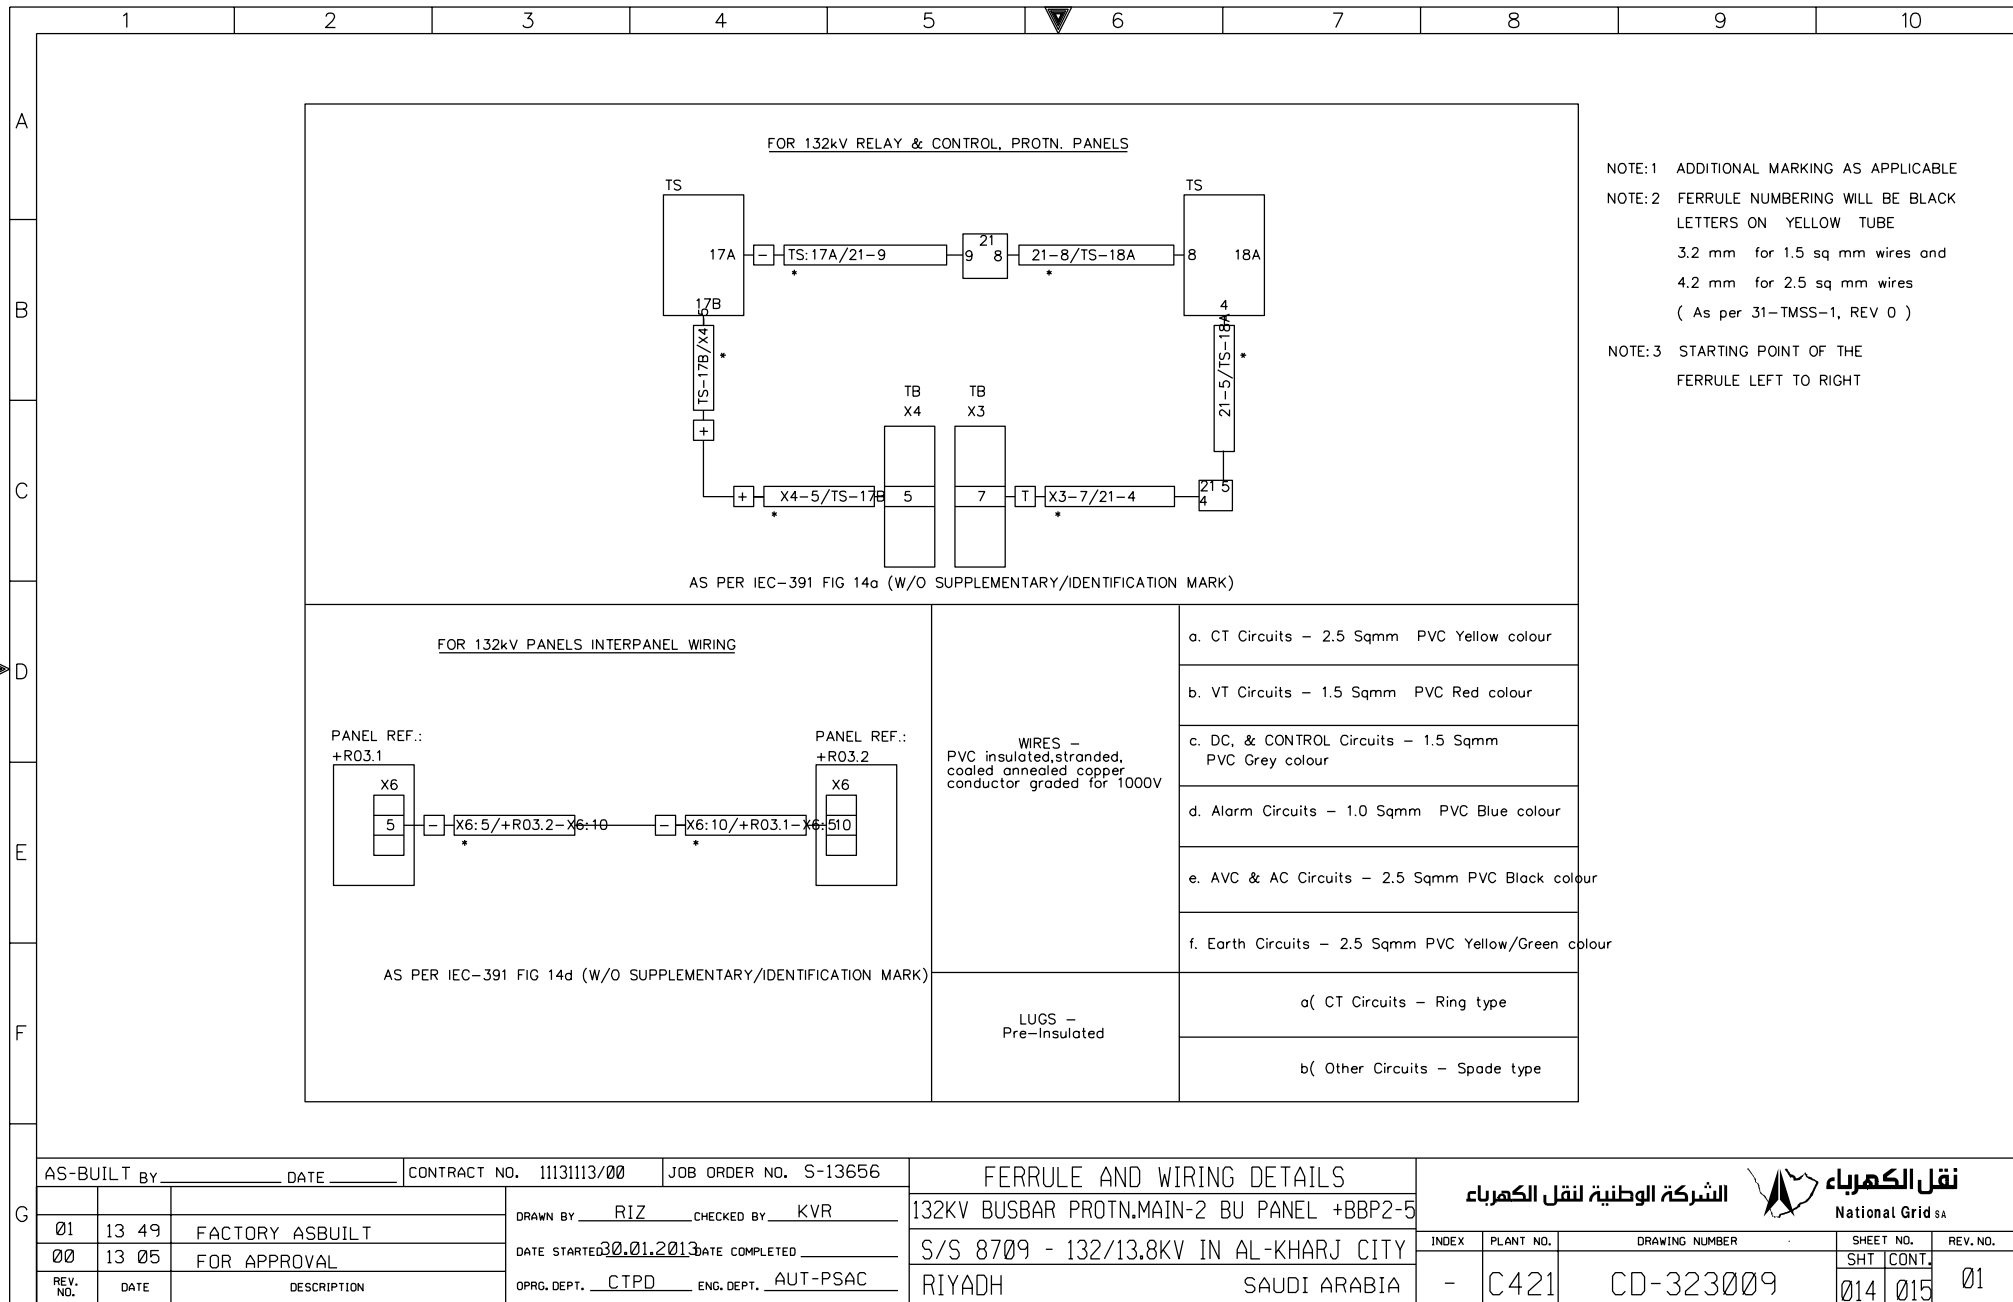 1 2 3 4 5 6 7 8 9 10
A
B
C
D
E
F
G
FOR 132kV RELAY & CONTROL, PROTN. PANELS
TS
TS
17A
-
TS:17A/21-9
*
21
9 8
21-8/TS-18A
*
8
18A
17B
TS-17B/X4 5
*
+
4
21-5/TS-18A
*
TB
X4
TB
X3
+
X4-5/TS-17B
*
5
7
T
X3-7/21-4
*
21 5
4
AS PER IEC-391 FIG 14a (W/O SUPPLEMENTARY/IDENTIFICATION MARK)
NOTE:1 ADDITIONAL MARKING AS APPLICABLE
NOTE:2 FERRULE NUMBERING WILL BE BLACK
LETTERS ON YELLOW TUBE
3.2 mm for 1.5 sq mm wires and
4.2 mm for 2.5 sq mm wires
( As per 31-TMSS-1, REV 0 )
NOTE:3 STARTING POINT OF THE
FERRULE LEFT TO RIGHT
FOR 132kV PANELS INTERPANEL WIRING
PANEL REF.:
+R03.1
X6
5
-
X6:5/+R03.2-X6:10
*
-
X6:10/+R03.1-X6:5
*
PANEL REF.:
+R03.2
X6
10
AS PER IEC-391 FIG 14d (W/O SUPPLEMENTARY/IDENTIFICATION MARK)
WIRES -
PVC insulated,stranded,
coaled annealed copper
conductor graded for 1000V
a. CT Circuits - 2.5 Sqmm PVC Yellow colour
b. VT Circuits - 1.5 Sqmm PVC Red colour
c. DC, & CONTROL Circuits - 1.5 Sqmm
PVC Grey colour
d. Alarm Circuits - 1.0 Sqmm PVC Blue colour
e. AVC & AC Circuits - 2.5 Sqmm PVC Black colour
f. Earth Circuits - 2.5 Sqmm PVC Yellow/Green colour
LUGS -
Pre-Insulated
a( CT Circuits - Ring type
b( Other Circuits - Spade type
AS-BUILT BY DATE
CONTRACT NO. 11131113/00
JOB ORDER NO. S-13656
01 13 49 FACTORY ASBUILT
00 13 05 FOR APPROVAL
REV. NO. DATE DESCRIPTION
DRAWN BY RIZ CHECKED BY KVR
DATE STARTED 30.01.2013 DATE COMPLETED
OPRG. DEPT. CTPD ENG. DEPT. AUT-PSAC
FERRULE AND WIRING DETAILS
132KV BUSBAR PROTN.MAIN-2 BU PANEL +BBP2-5
S/S 8709 - 132/13.8KV IN AL-KHARJ CITY
RIYADH SAUDI ARABIA
الشركة الوطنية لنقل الكهرباء
نقل الكهرباء
National Grid SA
INDEX PLANT NO. DRAWING NUMBER SHEET NO. REV. NO.
SHT CONT.
- C421 CD-323009 014 015 01